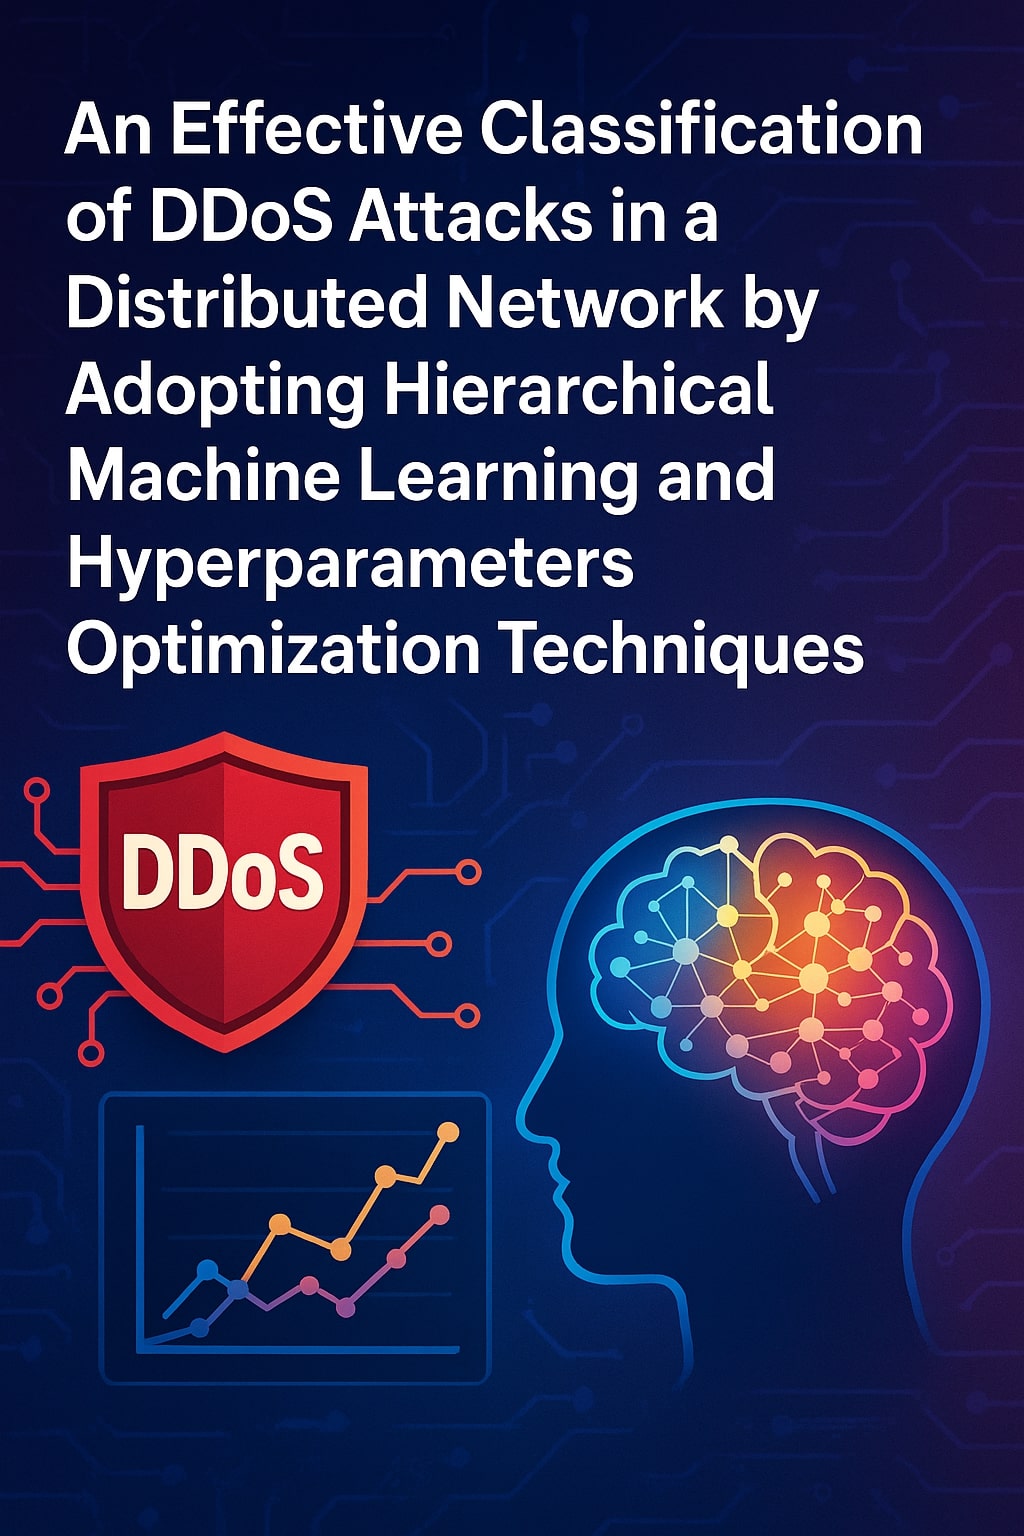 An Effective Classification
of DDoS Attacks in a
Distributed Network by
Adopting Hierarchical
Machine Learning and
Hyperparameters
Optimization Techniques
DDoS